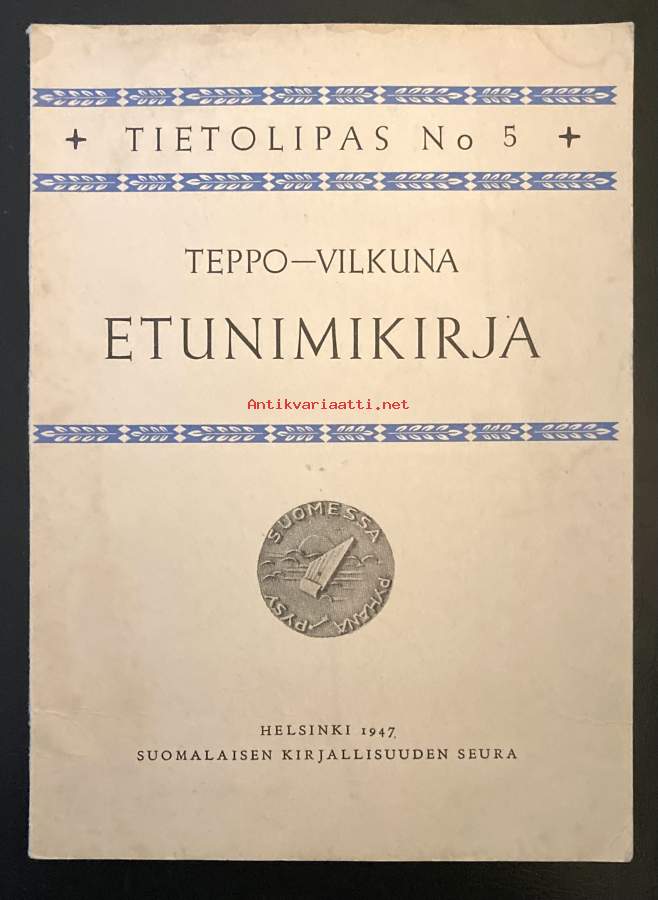 TIETOLIPAS No 5
TEPPO—VILKUNA
ETUNIMIKIRJA
Antikvariaatti.net
SUOMESSA
PYSY PYHÄNÄ
HELSINKI 1947
SUOMALAISEN KIRJALLISUUDEN SEURA